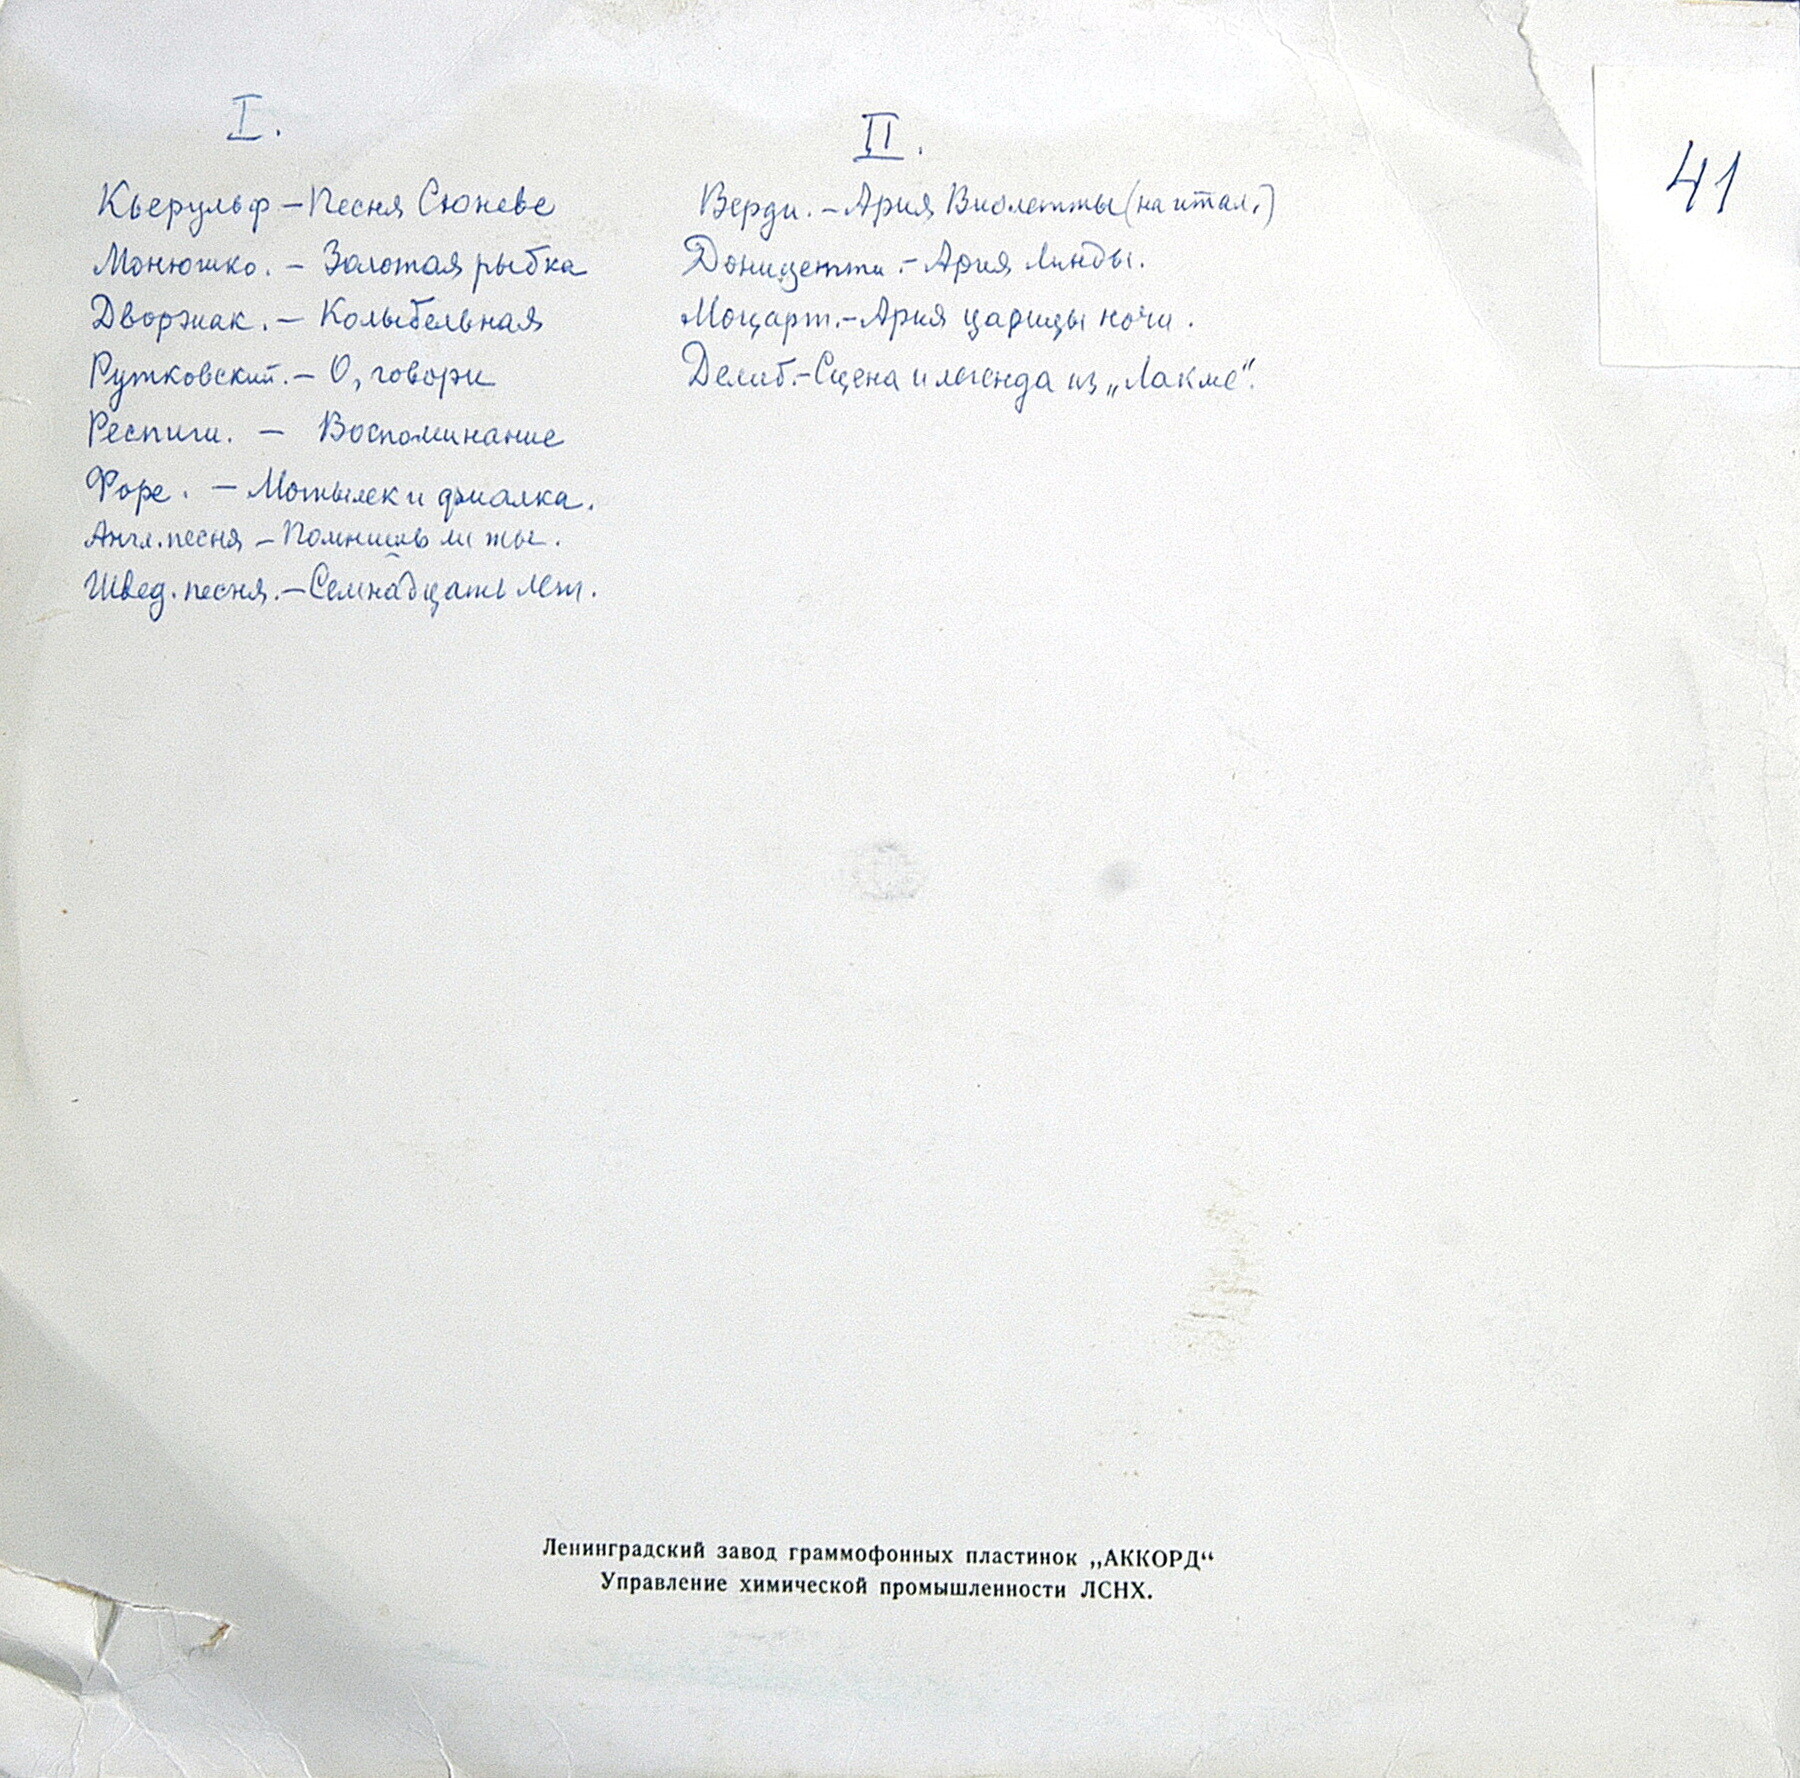 I.
Кьерульф – Песня Сюневе
Монюшко. – Золотая рыбка
Дворжак. – Колыбельная
Рутковский. – О, говори
Респиги. – Воспоминание
Форе. – Мотылек и фиалка.
Англ. песня – Помнишь ли ты.
Швед. песня. – Семнадцать лет.
II.
Верди. – Ария Виолетты (на итал.)
Доницетти. – Ария Линды.
Моцарт. – Ария царицы ночи.
Делиб. – Сцена и легенда из „Лакме“.
41
Ленинградский завод граммофонных пластинок „АККОРД“
Управление химической промышленности ЛСНХ.